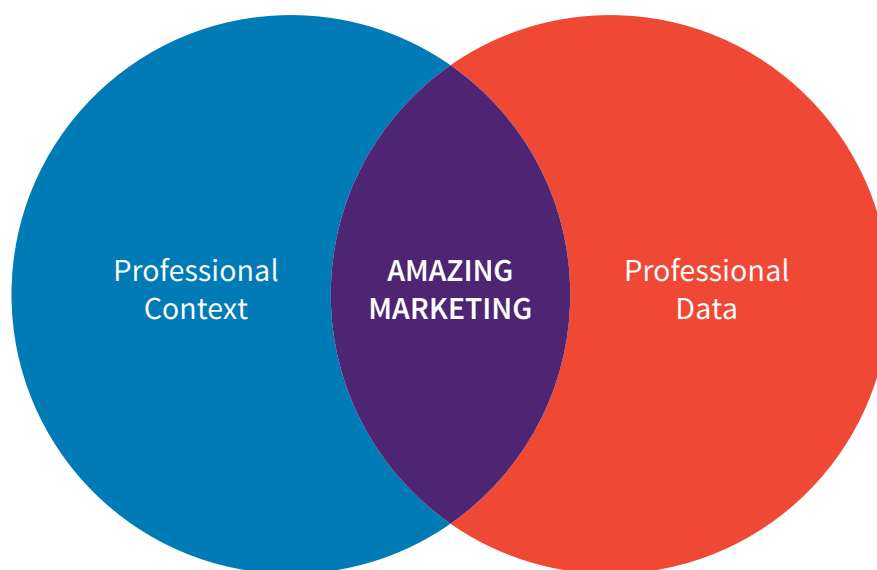 Professional
Context
AMAZING
MARKETING
Professional
Data